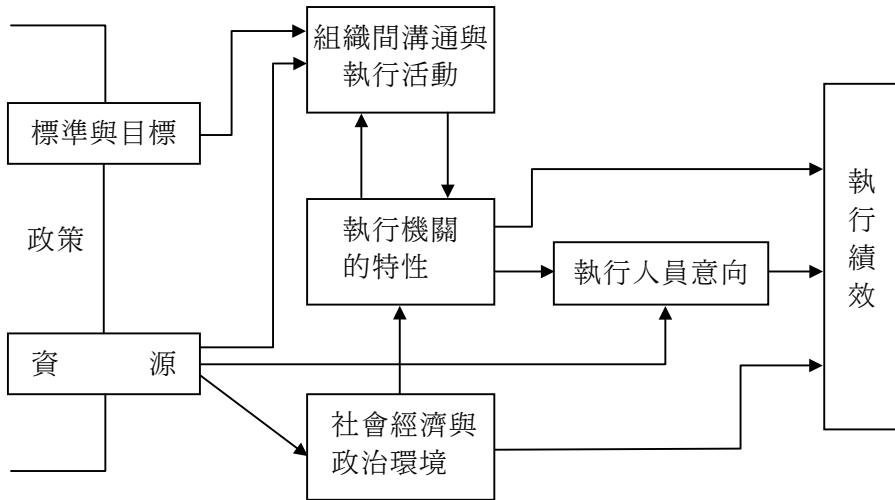 組織間溝通與
執行活動
標準與目標
政策
執行機關
的特性
執行人員意向
執行績效
資　　源
社會經濟與
政治環境